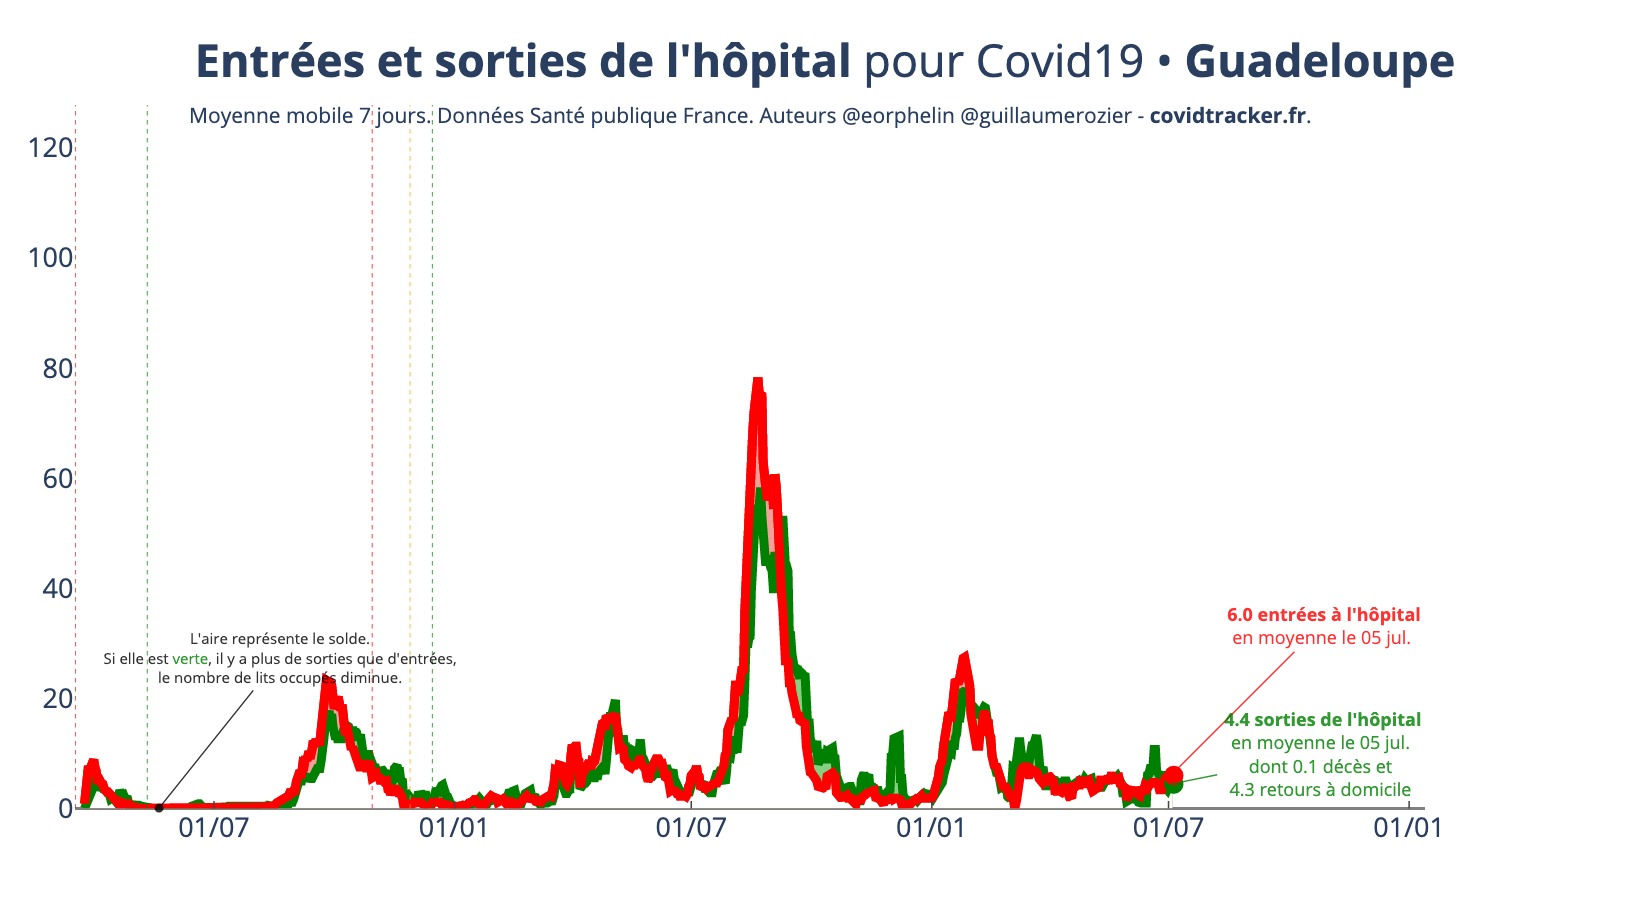 Entrées et sorties de l'hôpital pour Covid19 • Guadeloupe
Moyenne mobile 7 jours. Données Santé publique France. Auteurs @eorphelin @guillaumerozier - covidtracker.fr.
120
100
80
60
40
20
0
L'aire représente le solde.
Si elle est verte, il y a plus de sorties que d'entrées,
le nombre de lits occupés diminue.
6.0 entrées à l'hôpital
en moyenne le 05 jul.
4.4 sorties de l'hôpital
en moyenne le 05 jul.
dont 0.1 décès et
4.3 retours à domicile
01/07
01/01
01/07
01/01
01/07
01/01